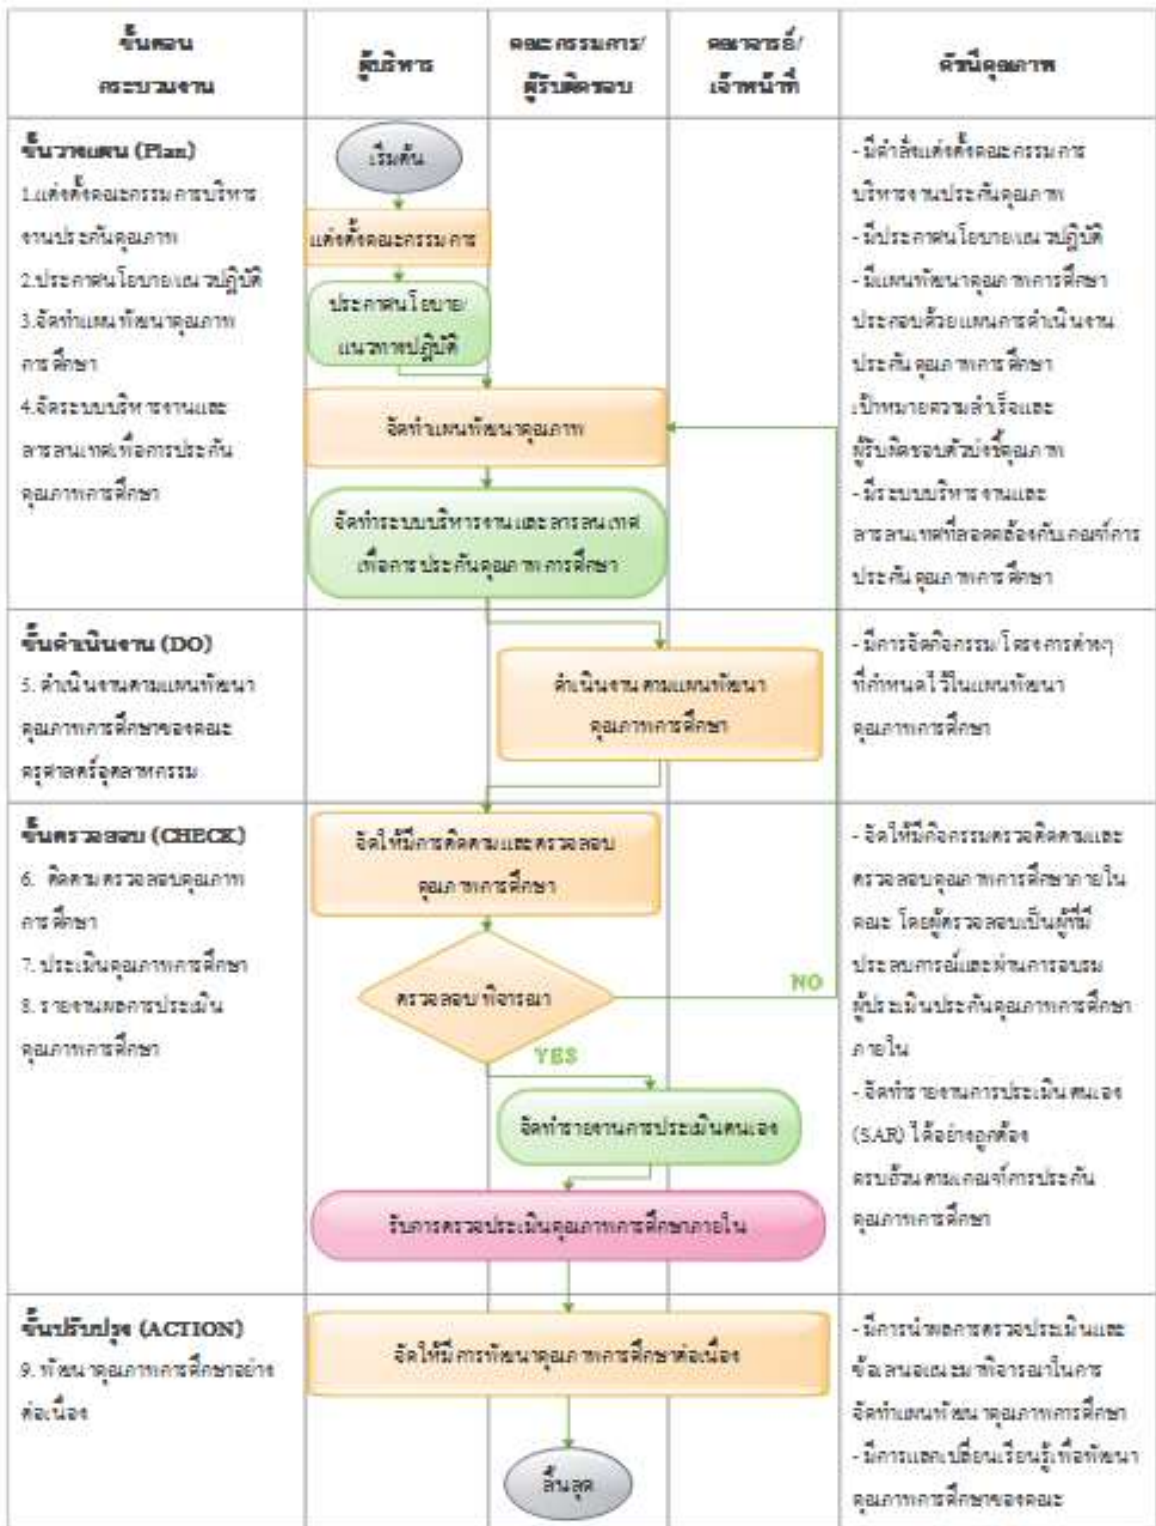 ขั้นตอน
กระบวนงาน
ผู้บริหาร
คณะกรรมการ/
ผู้รับผิดชอบ
คณาจารย์/
เจ้าหน้าที่
ดัชนีคุณภาพ
ขั้นวางแผน (Plan)
1.แต่งตั้งคณะกรรมการบริหาร
งานประกันคุณภาพ
2.ประกาศนโยบาย/แนวปฏิบัติ
3.จัดทำแผนพัฒนาคุณภาพ
การศึกษา
4.จัดระบบบริหารงานและ
สารสนเทศเพื่อการประกัน
คุณภาพการศึกษา
เริ่มต้น
แต่งตั้งคณะกรรมการ
ประกาศนโยบาย/
แนวทางปฏิบัติ
จัดทำแผนพัฒนาคุณภาพ
จัดทำระบบบริหารงานและสารสนเทศ
เพื่อการประกันคุณภาพการศึกษา
- มีคำสั่งแต่งตั้งคณะกรรมการ
บริหารงานประกันคุณภาพ
- มีประกาศนโยบาย/แนวปฏิบัติ
- มีแผนพัฒนาคุณภาพการศึกษา
ประกอบด้วยแผนการดำเนินงาน
ประกันคุณภาพการศึกษา
เป้าหมายความสำเร็จและ
ผู้รับผิดชอบตัวบ่งชี้คุณภาพ
- มีระบบบริหารงานและ
สารสนเทศที่สอดคล้องกับเกณฑ์การ
ประกันคุณภาพการศึกษา
ขั้นดำเนินงาน (DO)
5. ดำเนินงานตามแผนพัฒนา
คุณภาพการศึกษาของคณะ
ครุศาสตร์อุตสาหกรรม
ดำเนินงานตามแผนพัฒนา
คุณภาพการศึกษา
- มีการจัดกิจกรรม/โครงการต่างๆ
ที่กำหนดไว้ในแผนพัฒนา
คุณภาพการศึกษา
ขั้นตรวจสอบ (CHECK)
6. ติดตามตรวจสอบคุณภาพ
การศึกษา
7. ประเมินคุณภาพการศึกษา
8. รายงานผลการประเมิน
คุณภาพการศึกษา
จัดให้มีการติดตามและตรวจสอบ
คุณภาพการศึกษา
ตรวจสอบ/พิจารณา
NO
YES
จัดทำรายงานการประเมินตนเอง
รับการตรวจประเมินคุณภาพการศึกษาภายใน
- จัดให้มีกิจกรรมตรวจติดตามและ
ตรวจสอบคุณภาพการศึกษาภายใน
คณะ โดยผู้ตรวจสอบเป็นผู้ที่มี
ประสบการณ์และผ่านการอบรม
ผู้ประเมินประกันคุณภาพการศึกษา
ภายใน
- จัดทำรายงานการประเมินตนเอง
(SAR) ได้อย่างถูกต้อง
ครบถ้วนตามเกณฑ์การประกัน
คุณภาพการศึกษา
ขั้นปรับปรุง (ACTION)
9. พัฒนาคุณภาพการศึกษาอย่าง
ต่อเนื่อง
จัดให้มีการพัฒนาคุณภาพการศึกษาต่อเนื่อง
สิ้นสุด
- มีการนำผลการตรวจประเมินและ
ข้อเสนอแนะมาพิจารณาในการ
จัดทำแผนพัฒนาคุณภาพการศึกษา
- มีการแลกเปลี่ยนเรียนรู้เพื่อพัฒนา
คุณภาพการศึกษาของคณะ